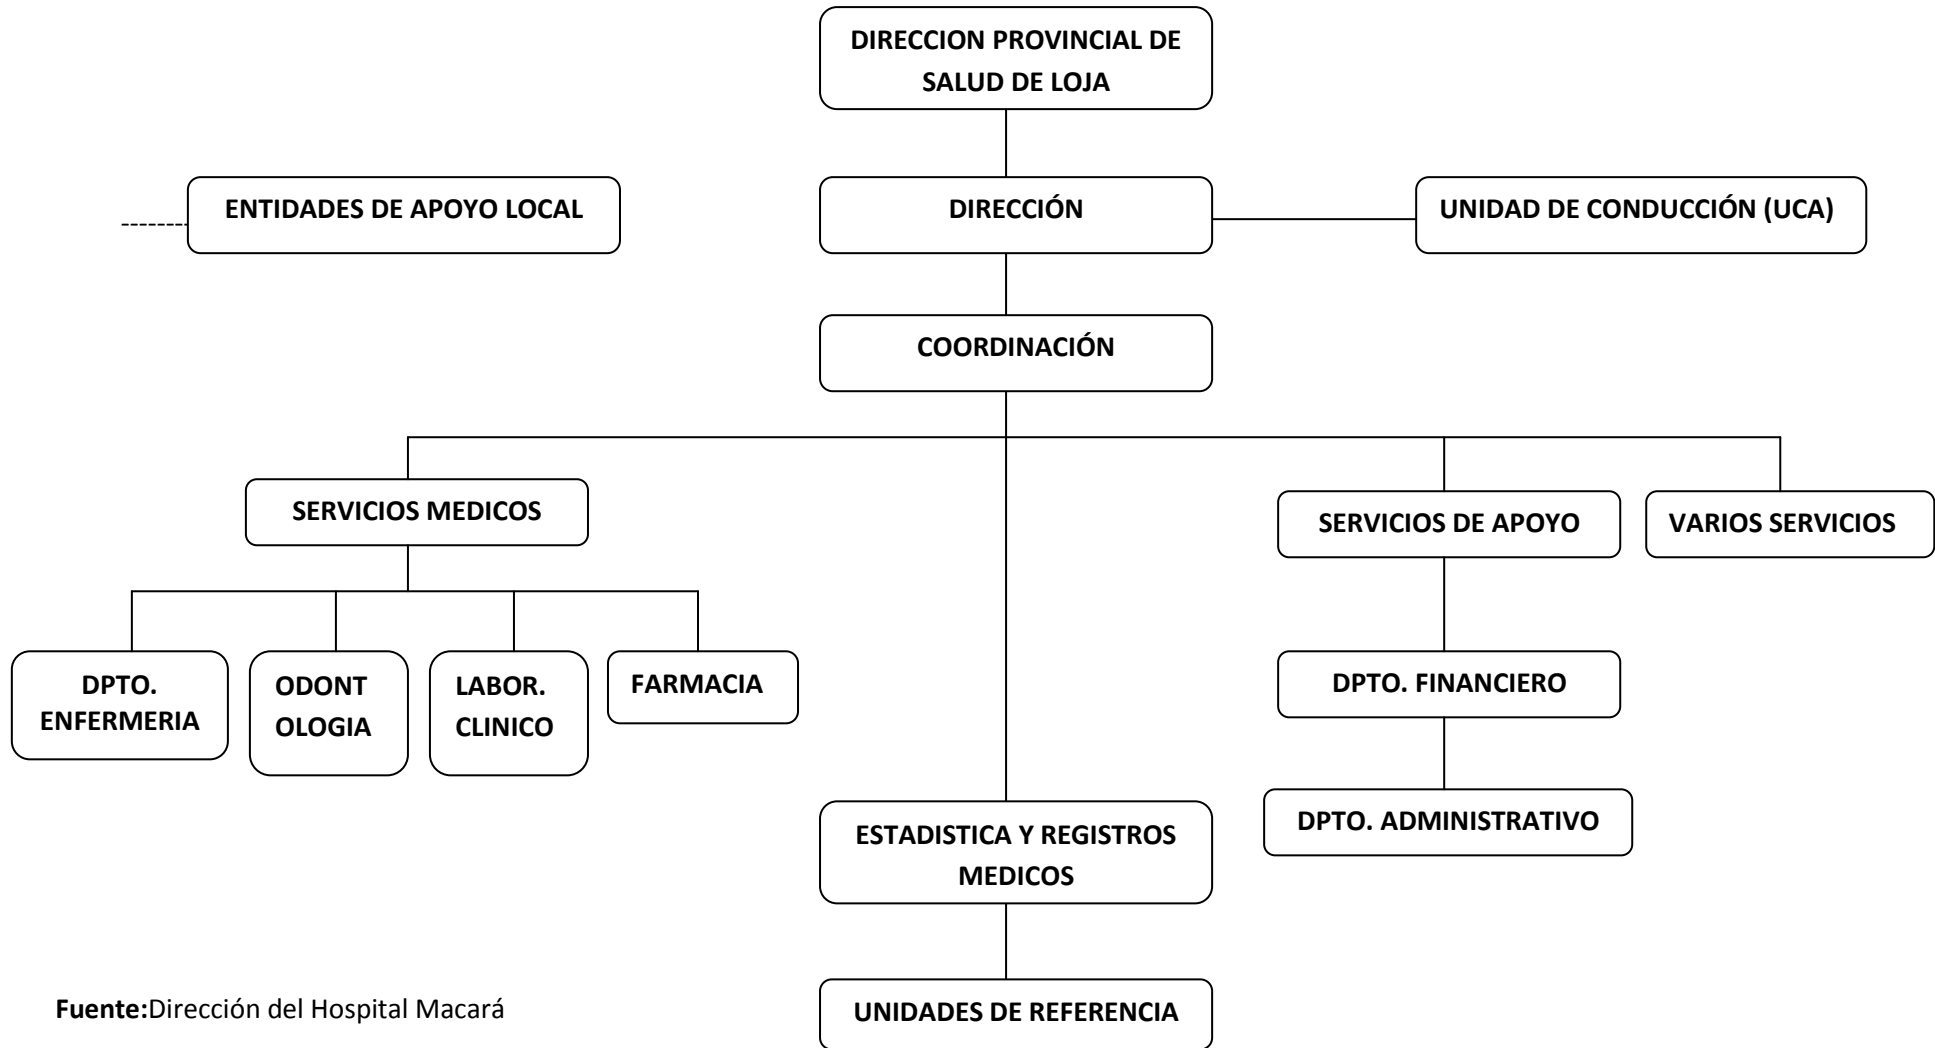 DIRECCION PROVINCIAL DE
SALUD DE LOJA
ENTIDADES DE APOYO LOCAL
DIRECCIÓN
UNIDAD DE CONDUCCIÓN (UCA)
COORDINACIÓN
SERVICIOS MEDICOS
SERVICIOS DE APOYO
VARIOS SERVICIOS
DPTO.
ENFERMERIA
ODONT
OLOGIA
LABOR.
CLINICO
FARMACIA
DPTO. FINANCIERO
DPTO. ADMINISTRATIVO
ESTADISTICA Y REGISTROS
MEDICOS
UNIDADES DE REFERENCIA
Fuente:Dirección del Hospital Macará